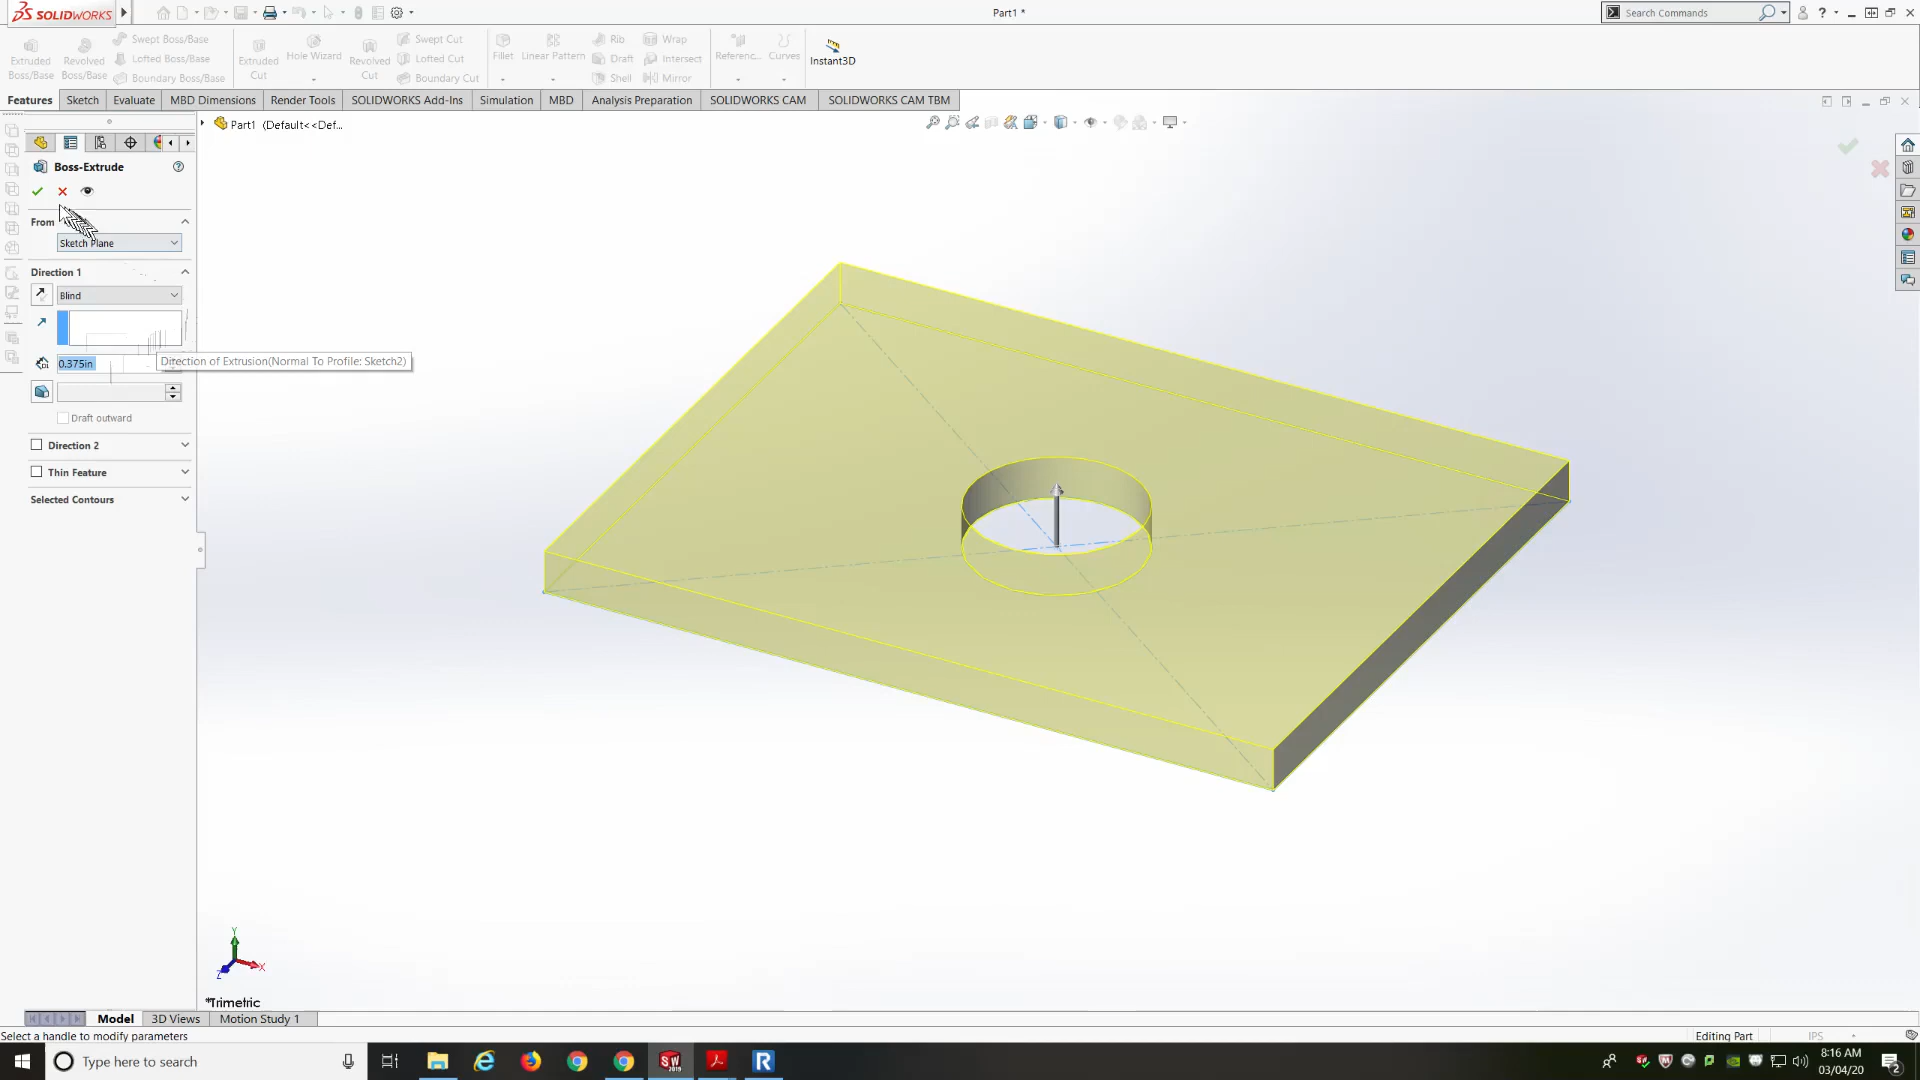 SOLIDWORKS
Part1 *
Search Commands
Extruded Boss/Base
Revolved Boss/Base
Swept Boss/Base
Lofted Boss/Base
Boundary Boss/Base
Extruded Cut
Hole Wizard
Revolved Cut
Swept Cut
Lofted Cut
Boundary Cut
Fillet
Linear Pattern
Rib
Draft
Shell
Wrap
Intersect
Mirror
Referenc...
Curves
Instant3D
Features
Sketch
Evaluate
MBD Dimensions
Render Tools
SOLIDWORKS Add-Ins
Simulation
MBD
Analysis Preparation
SOLIDWORKS CAM
SOLIDWORKS CAM TBM
Part1 (Default<<Def...
Boss-Extrude
From
Sketch Plane
Direction 1
Blind
0.375in
Direction of Extrusion(Normal To Profile: Sketch2)
Draft outward
Direction 2
Thin Feature
Selected Contours
Y
X
Z
*Trimetric
Model
3D Views
Motion Study 1
Select a handle to modify parameters
Editing Part
IPS
Type here to search
SW
2019
R
8:16 AM
03/04/20
2